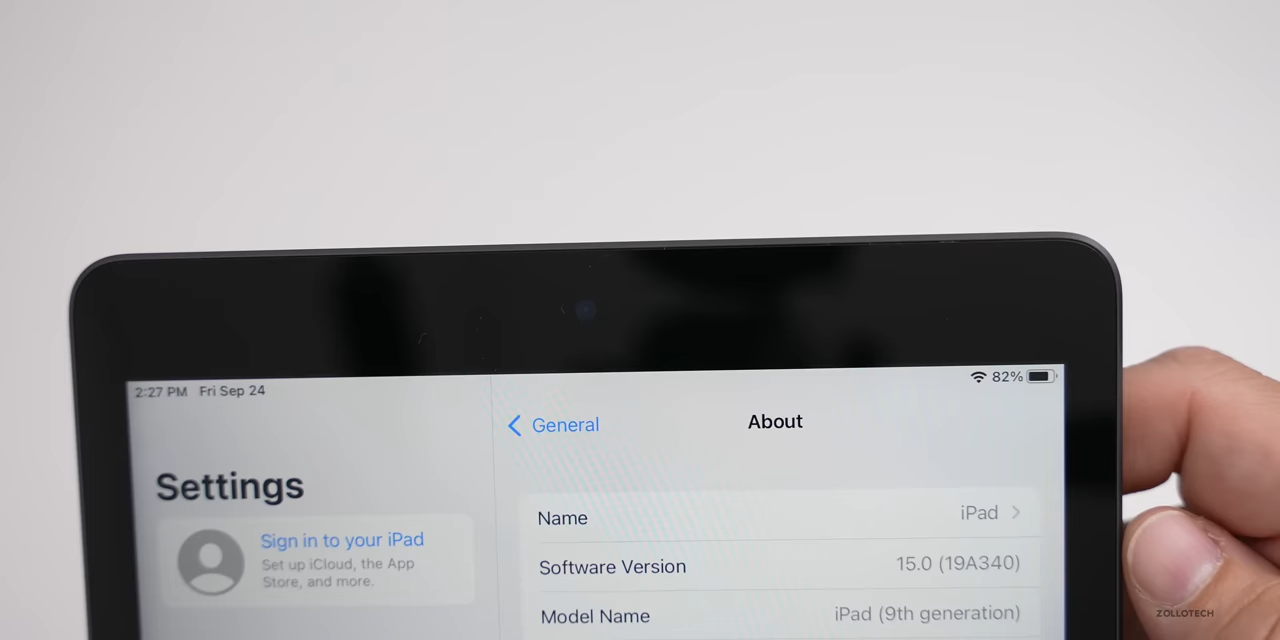 2:27 PM Fri Sep 24
82%
General
About
Settings
Sign in to your iPad
Set up iCloud, the App
Store, and more.
Name iPad
Software Version 15.0 (19A340)
Model Name iPad (9th generation)
ZOLLOTECH